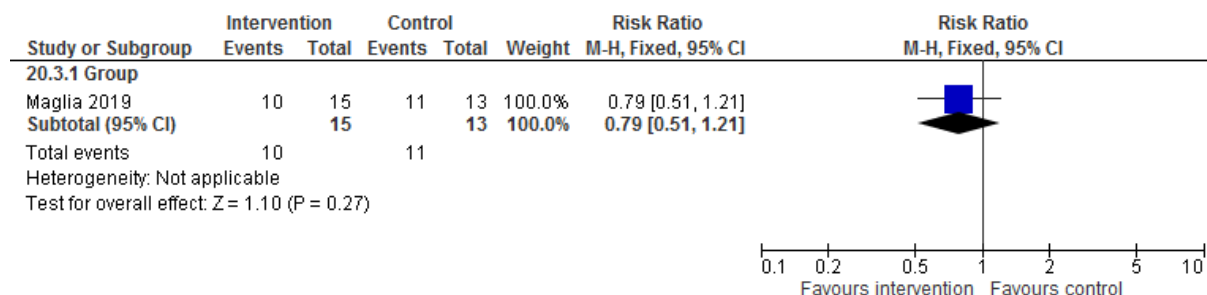 Intervention Control Risk Ratio Risk Ratio
Study or Subgroup Events Total Events Total Weight M-H, Fixed, 95% CI M-H, Fixed, 95% CI
20.3.1 Group
Maglia 2019 10 15 11 13 100.0% 0.79 [0.51, 1.21]
Subtotal (95% CI) 15 13 100.0% 0.79 [0.51, 1.21]
Total events 10 11
Heterogeneity: Not applicable
Test for overall effect: Z = 1.10 (P = 0.27)
0.1 0.2 0.5 1 2 5 10
Favours intervention Favours control